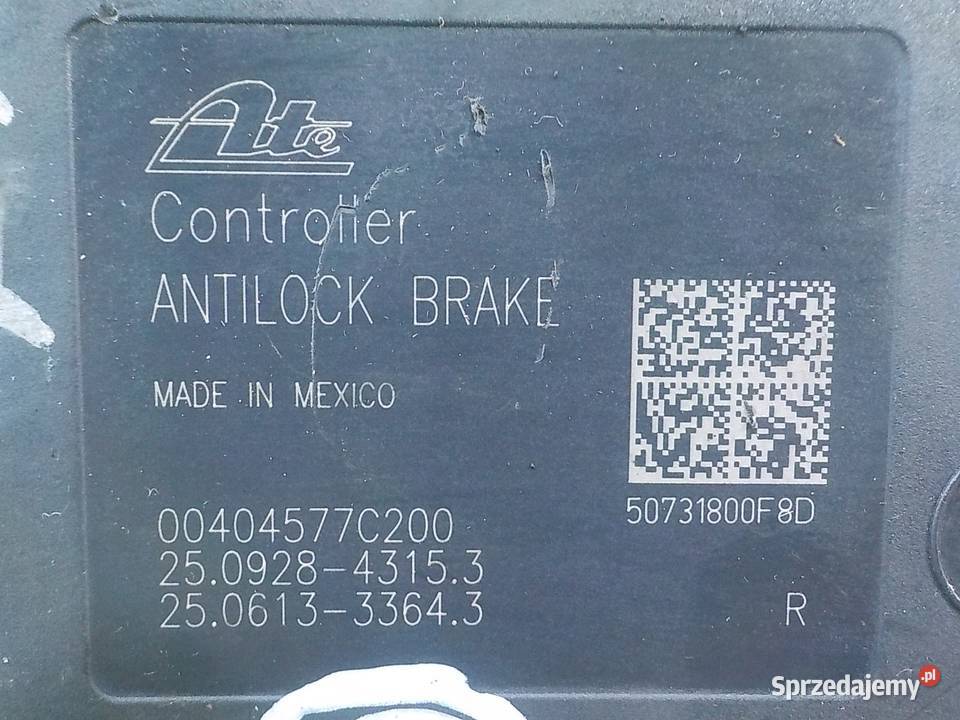 Ate
Controller
ANTILOCK BRAKE
MADE IN MEXICO
50731800F8D
00404577C200
25.0928-4315.3
25.0613-3364.3
R
Sprzedajemy.pl